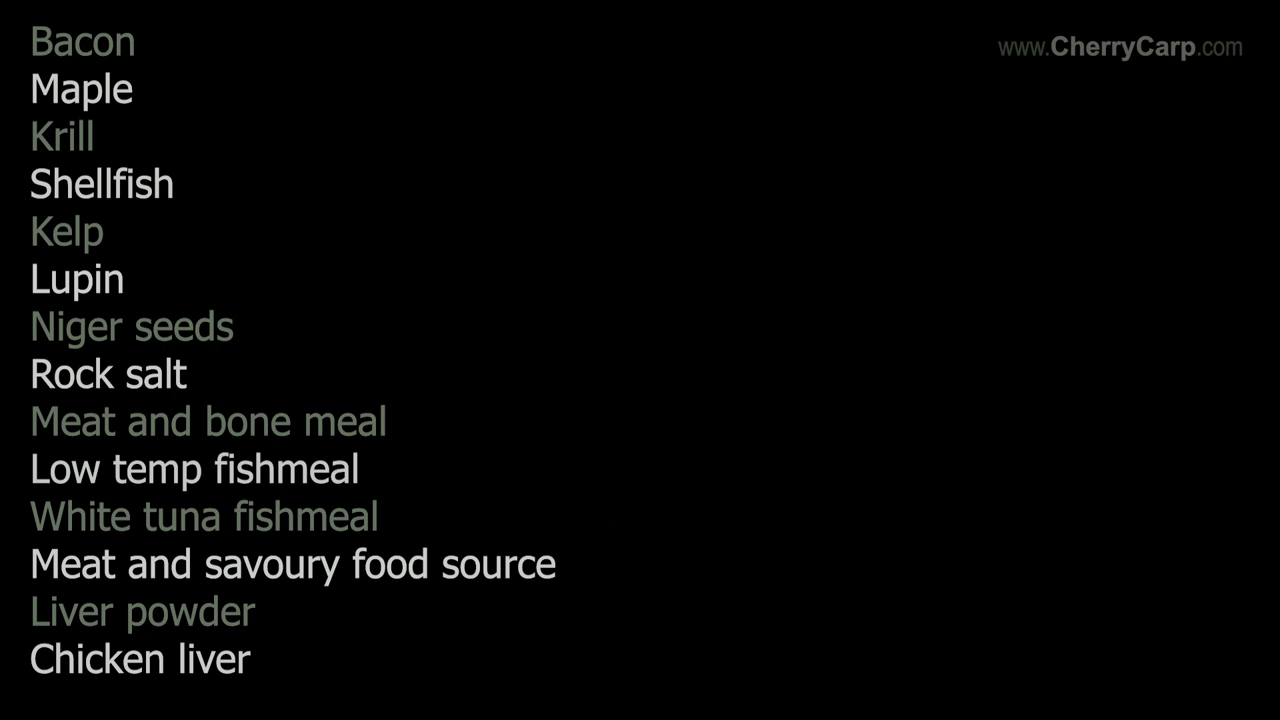 Bacon
www.CherryCarp.com
Maple
Krill
Shellfish
Kelp
Lupin
Niger seeds
Rock salt
Meat and bone meal
Low temp fishmeal
White tuna fishmeal
Meat and savoury food source
Liver powder
Chicken liver